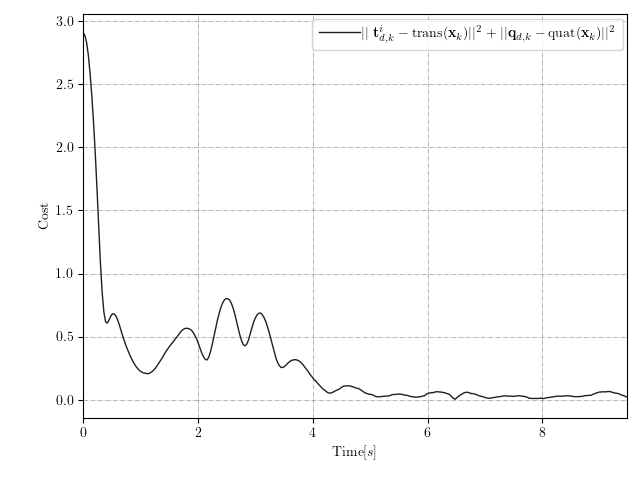 || t^i_{d,k} − trans(x_k)||² + ||q_{d,k} − quat(x_k)||²
3.0
2.5
2.0
1.5
1.0
0.5
0.0
Cost
0 2 4 6 8
Time[s]